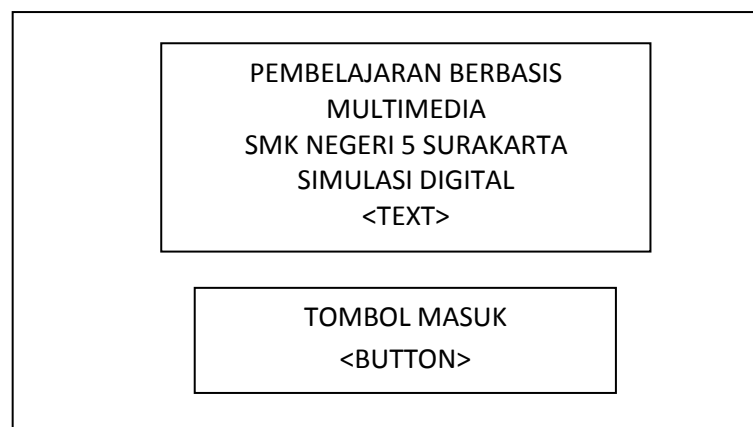 PEMBELAJARAN BERBASIS
MULTIMEDIA
SMK NEGERI 5 SURAKARTA
SIMULASI DIGITAL
<TEXT>
TOMBOL MASUK
<BUTTON>